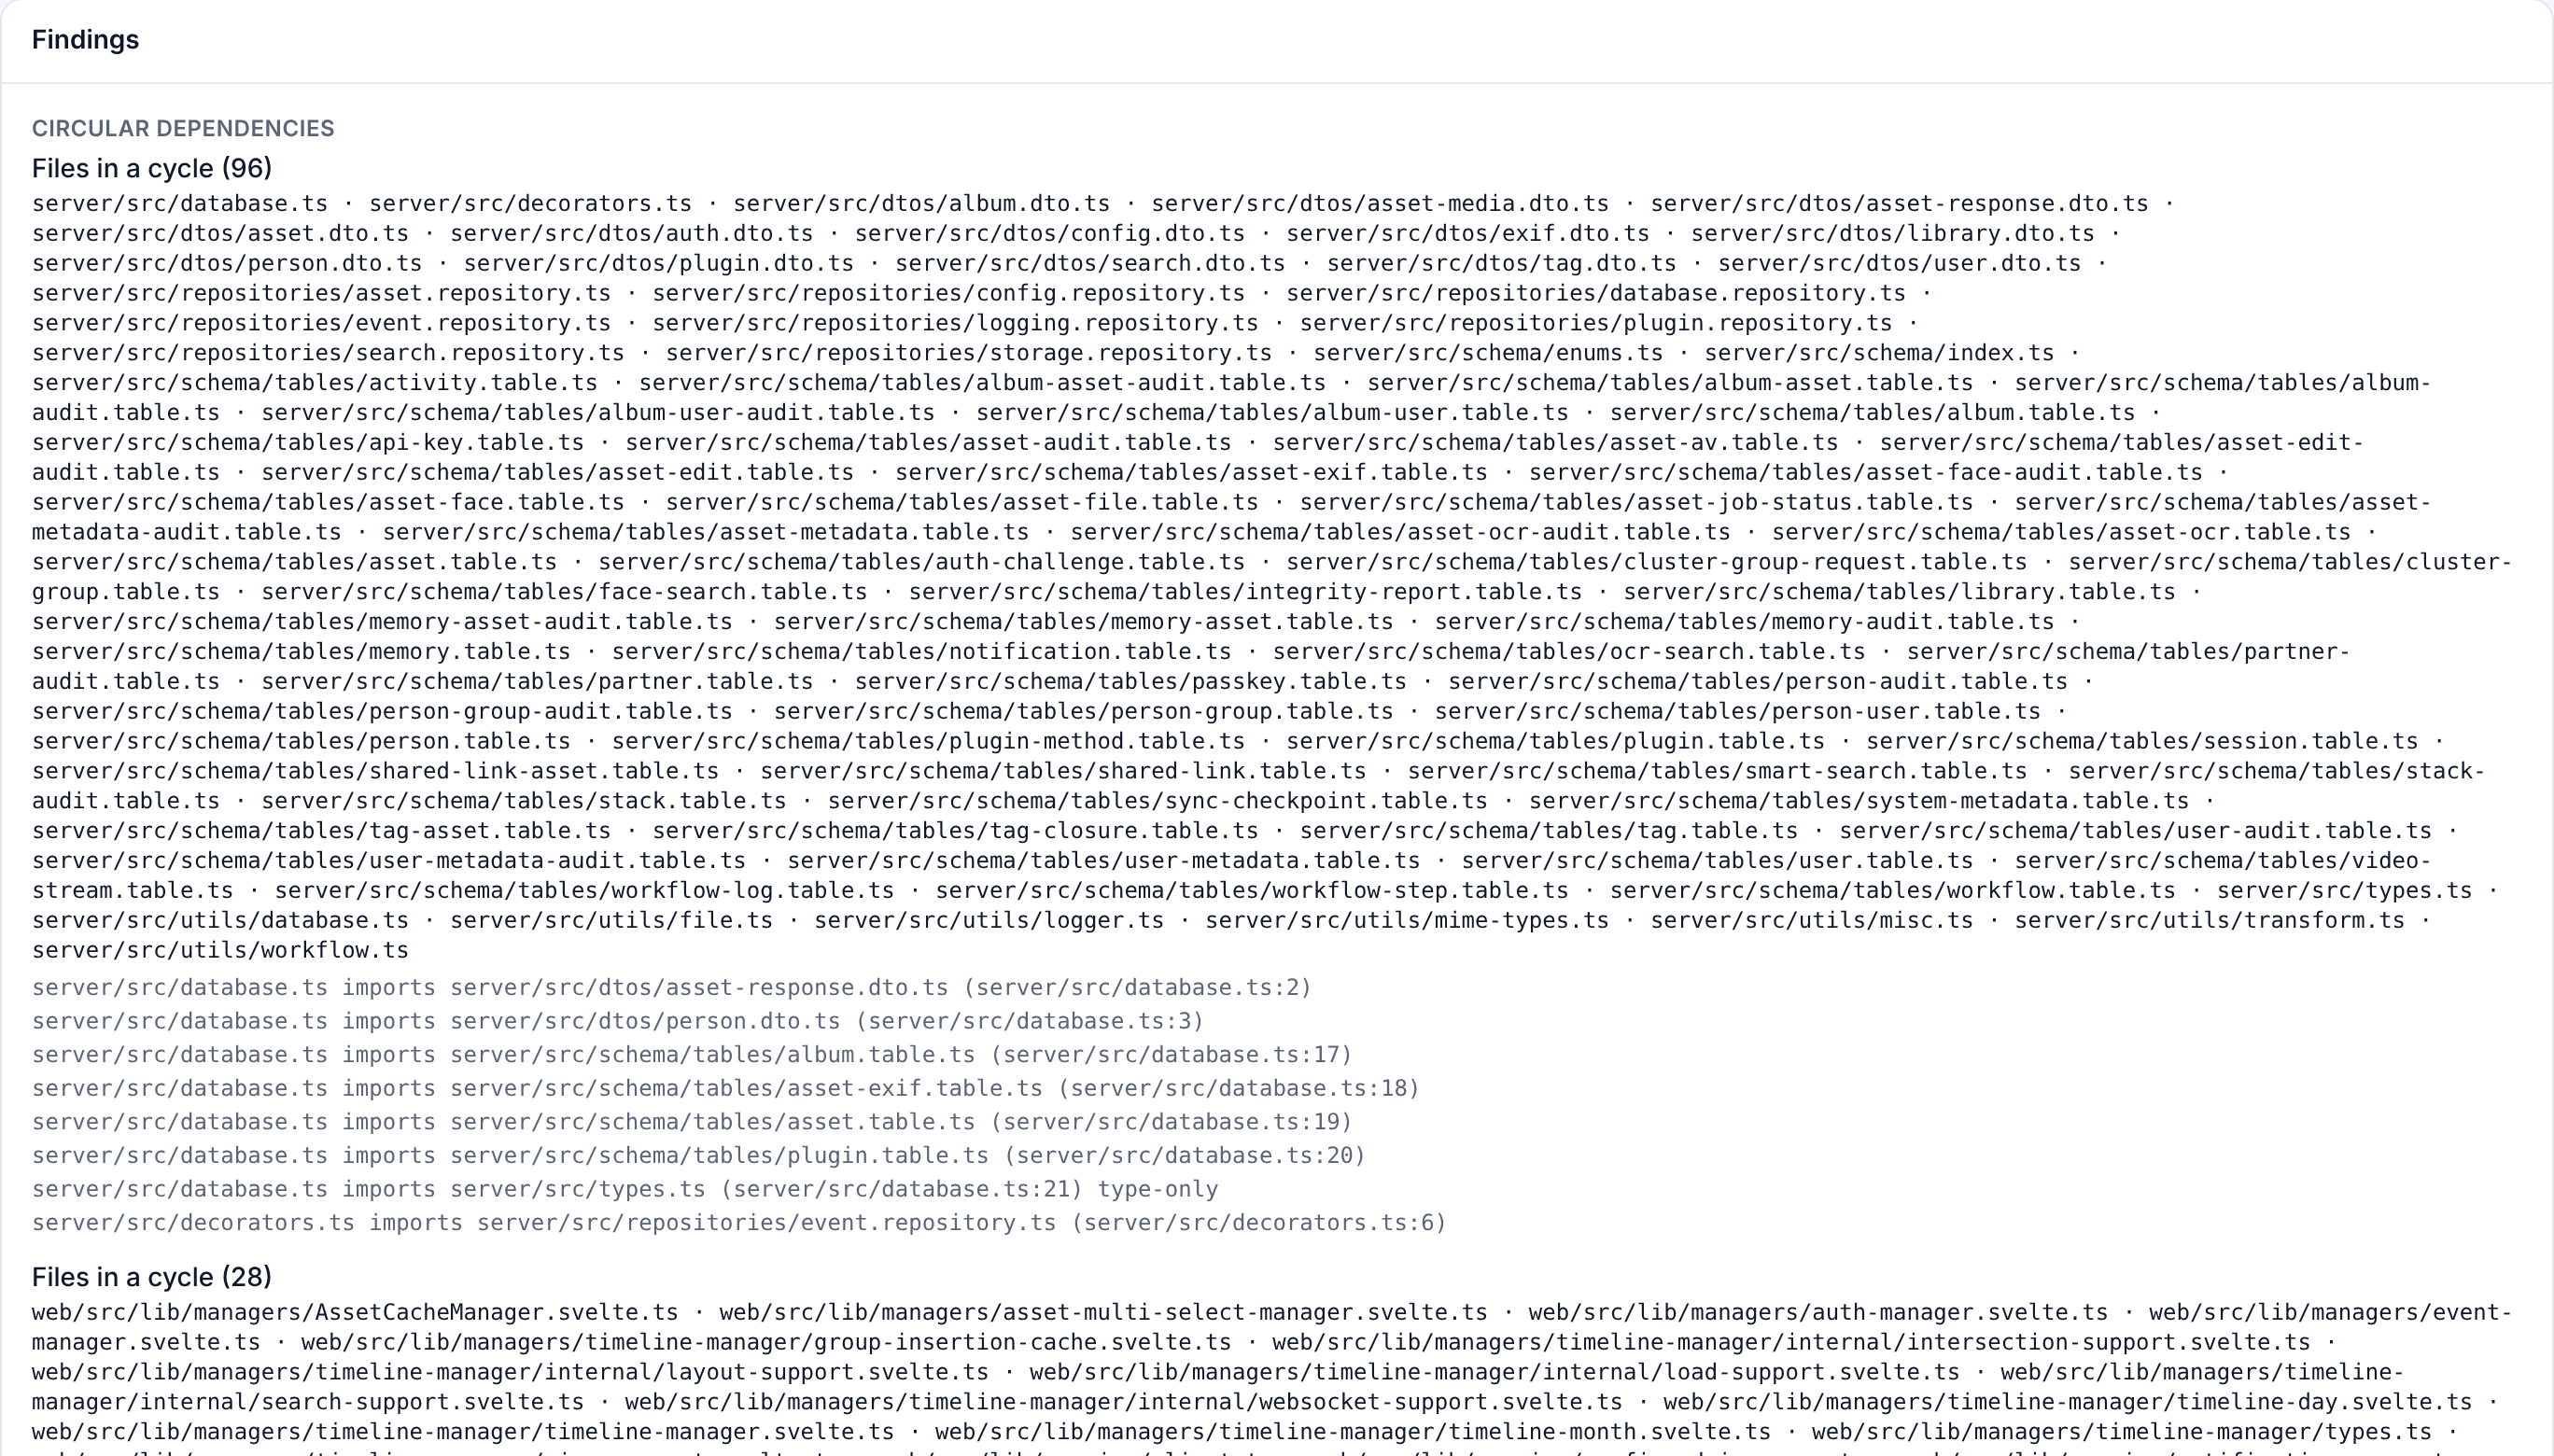 Findings
CIRCULAR DEPENDENCIES
Files in a cycle (96)
server/src/database.ts · server/src/decorators.ts · server/src/dtos/album.dto.ts · server/src/dtos/asset-media.dto.ts · server/src/dtos/asset-response.dto.ts ·
server/src/dtos/asset.dto.ts · server/src/dtos/auth.dto.ts · server/src/dtos/config.dto.ts · server/src/dtos/exif.dto.ts · server/src/dtos/library.dto.ts ·
server/src/dtos/person.dto.ts · server/src/dtos/plugin.dto.ts · server/src/dtos/search.dto.ts · server/src/dtos/tag.dto.ts · server/src/dtos/user.dto.ts ·
server/src/repositories/asset.repository.ts · server/src/repositories/config.repository.ts · server/src/repositories/database.repository.ts ·
server/src/repositories/event.repository.ts · server/src/repositories/logging.repository.ts · server/src/repositories/plugin.repository.ts ·
server/src/repositories/search.repository.ts · server/src/repositories/storage.repository.ts · server/src/schema/enums.ts · server/src/schema/index.ts ·
server/src/schema/tables/activity.table.ts · server/src/schema/tables/album-asset-audit.table.ts · server/src/schema/tables/album-asset.table.ts · server/src/schema/tables/album-
audit.table.ts · server/src/schema/tables/album-user-audit.table.ts · server/src/schema/tables/album-user.table.ts · server/src/schema/tables/album.table.ts ·
server/src/schema/tables/api-key.table.ts · server/src/schema/tables/asset-audit.table.ts · server/src/schema/tables/asset-av.table.ts · server/src/schema/tables/asset-edit-
audit.table.ts · server/src/schema/tables/asset-edit.table.ts · server/src/schema/tables/asset-exif.table.ts · server/src/schema/tables/asset-face-audit.table.ts ·
server/src/schema/tables/asset-face.table.ts · server/src/schema/tables/asset-file.table.ts · server/src/schema/tables/asset-job-status.table.ts · server/src/schema/tables/asset-
metadata-audit.table.ts · server/src/schema/tables/asset-metadata.table.ts · server/src/schema/tables/asset-ocr-audit.table.ts · server/src/schema/tables/asset-ocr.table.ts ·
server/src/schema/tables/asset.table.ts · server/src/schema/tables/auth-challenge.table.ts · server/src/schema/tables/cluster-group-request.table.ts · server/src/schema/tables/cluster-
group.table.ts · server/src/schema/tables/face-search.table.ts · server/src/schema/tables/integrity-report.table.ts · server/src/schema/tables/library.table.ts ·
server/src/schema/tables/memory-asset-audit.table.ts · server/src/schema/tables/memory-asset.table.ts · server/src/schema/tables/memory-audit.table.ts ·
server/src/schema/tables/memory.table.ts · server/src/schema/tables/notification.table.ts · server/src/schema/tables/ocr-search.table.ts · server/src/schema/tables/partner-
audit.table.ts · server/src/schema/tables/partner.table.ts · server/src/schema/tables/passkey.table.ts · server/src/schema/tables/person-audit.table.ts ·
server/src/schema/tables/person-group-audit.table.ts · server/src/schema/tables/person-group.table.ts · server/src/schema/tables/person-user.table.ts ·
server/src/schema/tables/person.table.ts · server/src/schema/tables/plugin-method.table.ts · server/src/schema/tables/plugin.table.ts · server/src/schema/tables/session.table.ts ·
server/src/schema/tables/shared-link-asset.table.ts · server/src/schema/tables/shared-link.table.ts · server/src/schema/tables/smart-search.table.ts · server/src/schema/tables/stack-
audit.table.ts · server/src/schema/tables/stack.table.ts · server/src/schema/tables/sync-checkpoint.table.ts · server/src/schema/tables/system-metadata.table.ts ·
server/src/schema/tables/tag-asset.table.ts · server/src/schema/tables/tag-closure.table.ts · server/src/schema/tables/tag.table.ts · server/src/schema/tables/user-audit.table.ts ·
server/src/schema/tables/user-metadata-audit.table.ts · server/src/schema/tables/user-metadata.table.ts · server/src/schema/tables/user.table.ts · server/src/schema/tables/video-
stream.table.ts · server/src/schema/tables/workflow-log.table.ts · server/src/schema/tables/workflow-step.table.ts · server/src/schema/tables/workflow.table.ts · server/src/types.ts ·
server/src/utils/database.ts · server/src/utils/file.ts · server/src/utils/logger.ts · server/src/utils/mime-types.ts · server/src/utils/misc.ts · server/src/utils/transform.ts ·
server/src/utils/workflow.ts
server/src/database.ts imports server/src/dtos/asset-response.dto.ts (server/src/database.ts:2)
server/src/database.ts imports server/src/dtos/person.dto.ts (server/src/database.ts:3)
server/src/database.ts imports server/src/schema/tables/album.table.ts (server/src/database.ts:17)
server/src/database.ts imports server/src/schema/tables/asset-exif.table.ts (server/src/database.ts:18)
server/src/database.ts imports server/src/schema/tables/asset.table.ts (server/src/database.ts:19)
server/src/database.ts imports server/src/schema/tables/plugin.table.ts (server/src/database.ts:20)
server/src/database.ts imports server/src/types.ts (server/src/database.ts:21) type-only
server/src/decorators.ts imports server/src/repositories/event.repository.ts (server/src/decorators.ts:6)
Files in a cycle (28)
web/src/lib/managers/AssetCacheManager.svelte.ts · web/src/lib/managers/asset-multi-select-manager.svelte.ts · web/src/lib/managers/auth-manager.svelte.ts · web/src/lib/managers/event-
manager.svelte.ts · web/src/lib/managers/timeline-manager/group-insertion-cache.svelte.ts · web/src/lib/managers/timeline-manager/internal/intersection-support.svelte.ts ·
web/src/lib/managers/timeline-manager/internal/layout-support.svelte.ts · web/src/lib/managers/timeline-manager/internal/load-support.svelte.ts · web/src/lib/managers/timeline-
manager/internal/search-support.svelte.ts · web/src/lib/managers/timeline-manager/internal/websocket-support.svelte.ts · web/src/lib/managers/timeline-manager/timeline-day.svelte.ts ·
web/src/lib/managers/timeline-manager/timeline-manager.svelte.ts · web/src/lib/managers/timeline-manager/timeline-month.svelte.ts · web/src/lib/managers/timeline-manager/types.ts ·